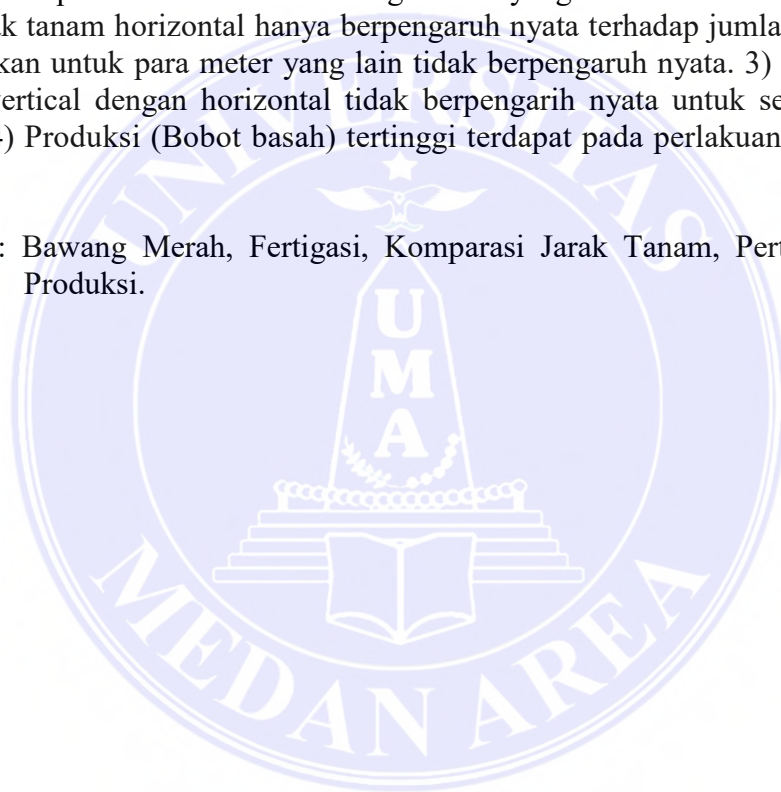 k tanam horizontal hanya berpengaruh nyata terhadap jumla
kan untuk para meter yang lain tidak berpengaruh nyata. 3)
vertical dengan horizontal tidak berpengarih nyata untuk se
) Produksi (Bobot basah) tertinggi terdapat pada perlakuan
: Bawang Merah, Fertigasi, Komparasi Jarak Tanam, Pert
Produksi.
UNIVERSITAS
U
M
A
MEDAN AREA